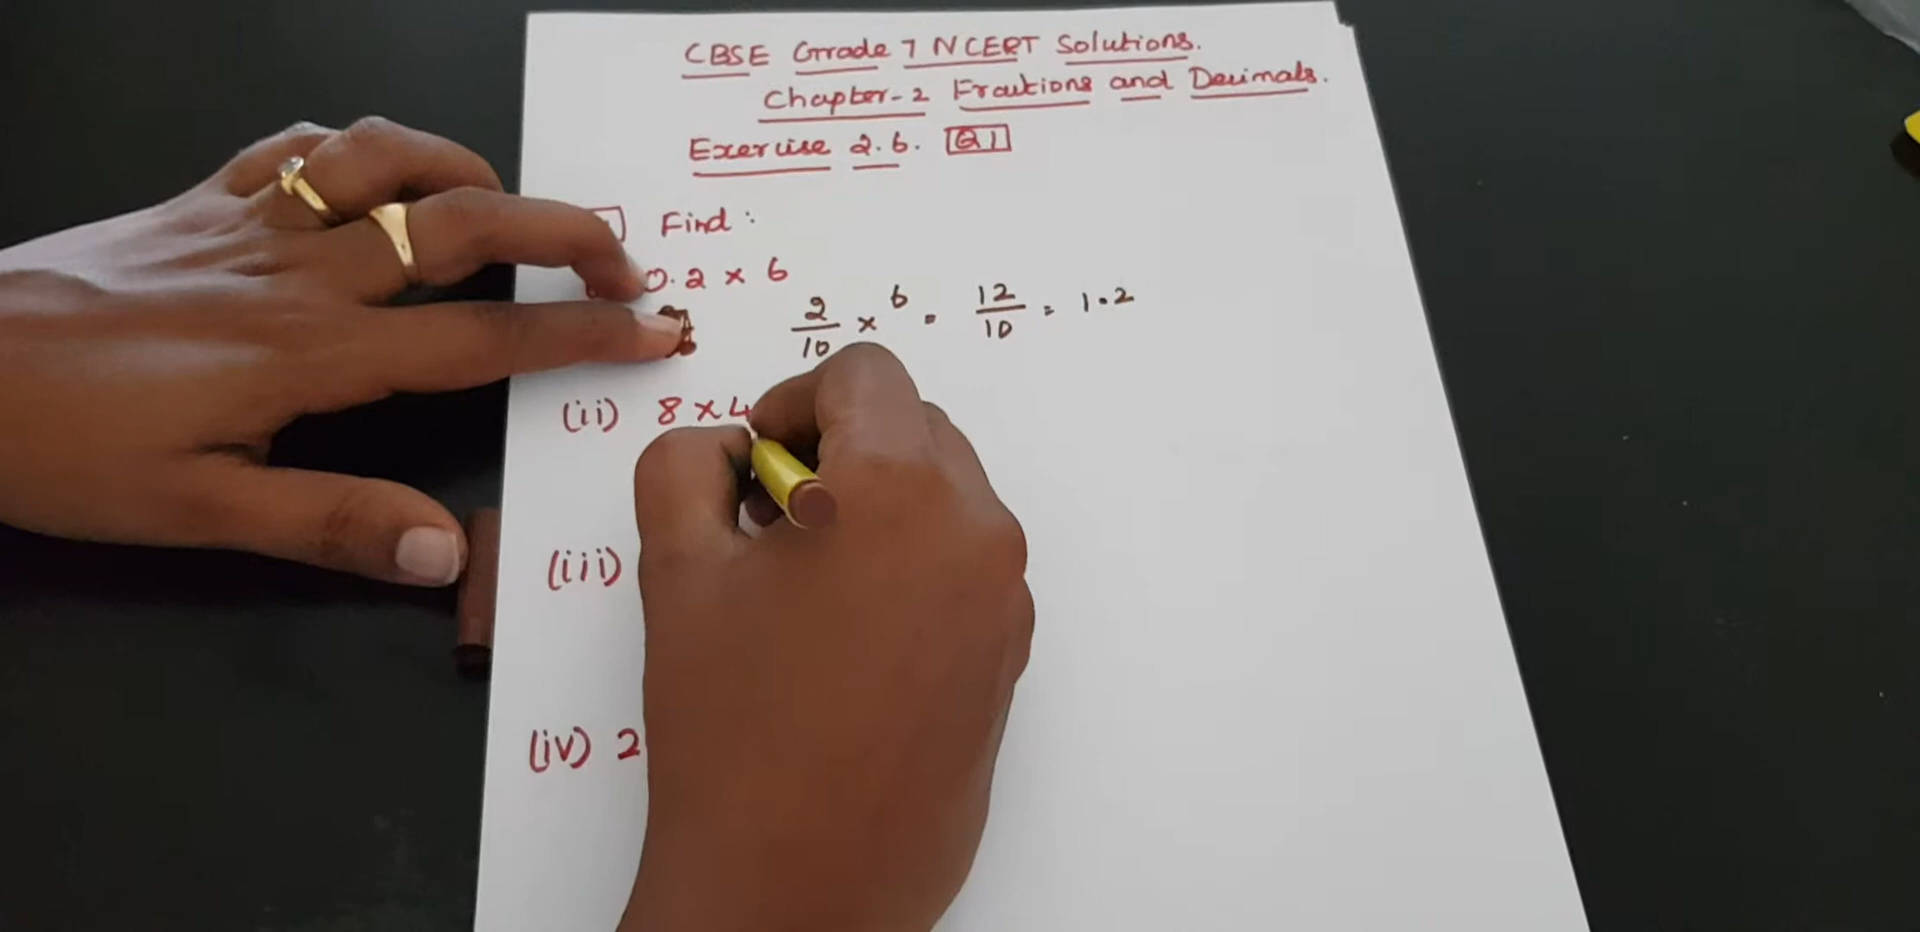 CBSE Grade 7 NCERT Solutions.
Chapter-2 Fractions and Decimals.
Exercise 2.6. Q1
Find :
0.2 × 6
2/10 × 6 = 12/10 = 1.2
(ii) 8 × 4
(iii)
(iv) 2